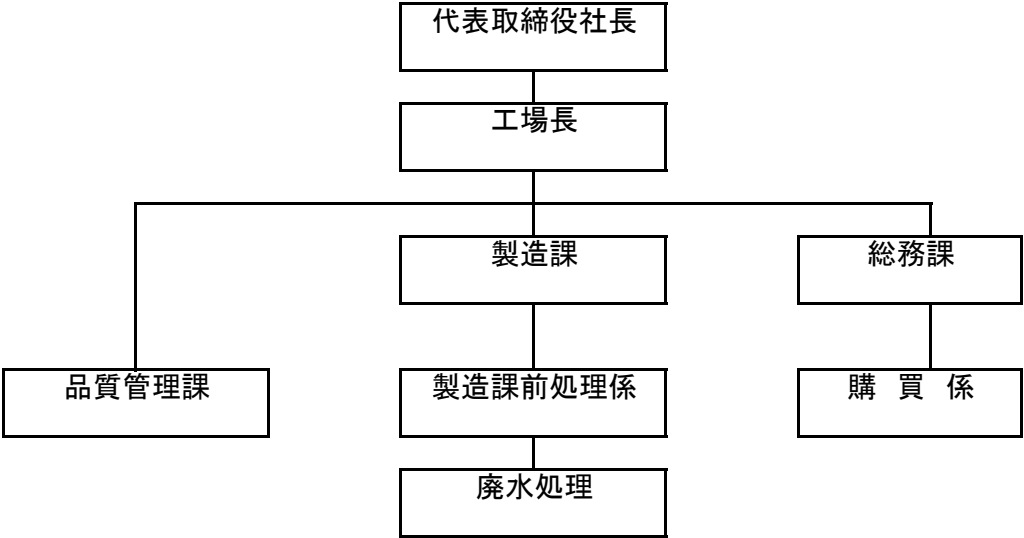 代表取締役社長
工場長
製造課
総務課
品質管理課
製造課前処理係
購 買 係
廃水処理